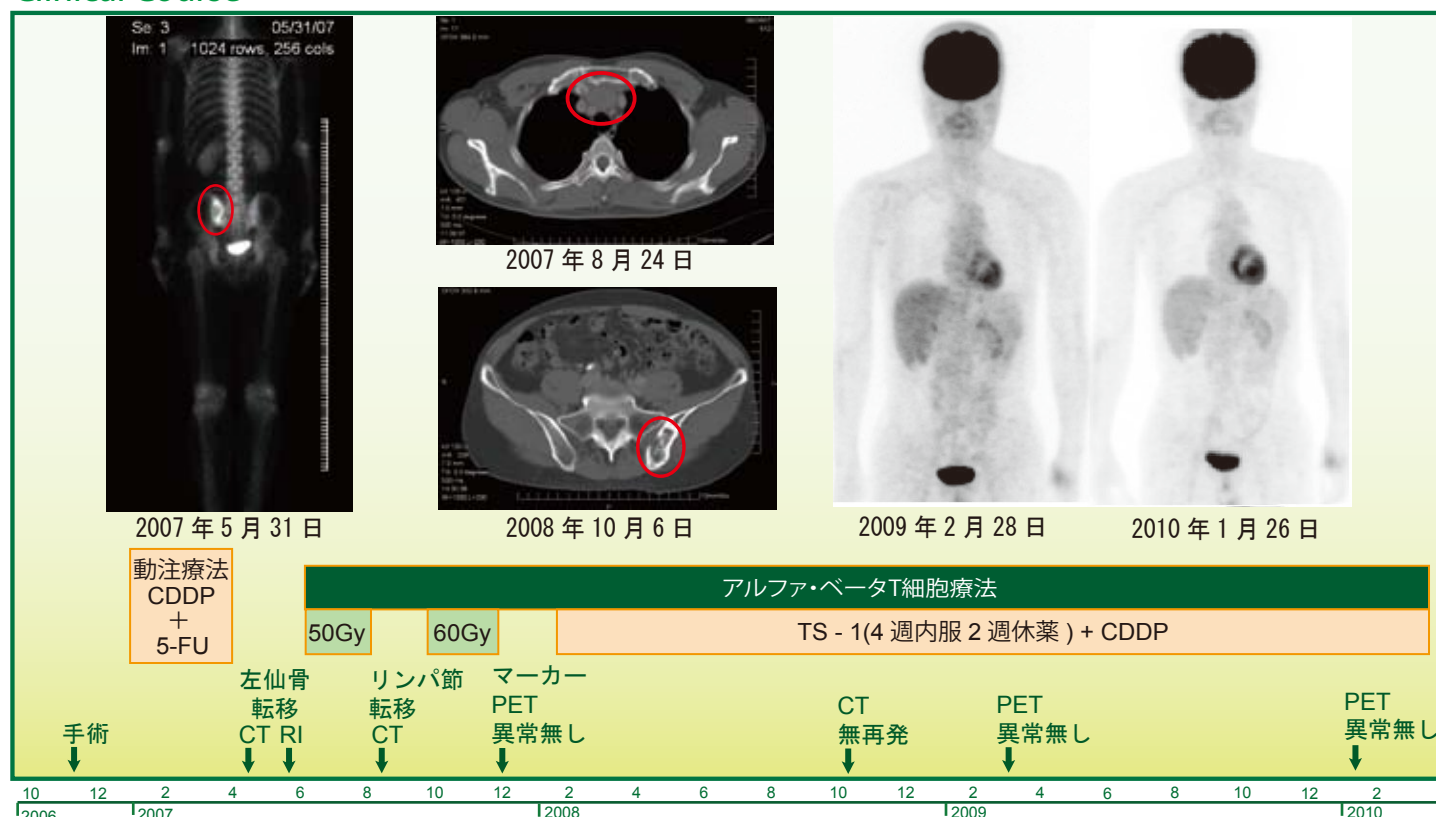 Se: 3 05/31/07
Im: 1 1024 rows, 256 cols
2007 年 5 月 31 日
2007 年 8 月 24 日
2008 年 10 月 6 日
2009 年 2 月 28 日
2010 年 1 月 26 日
動注療法
CDDP
＋
5-FU
アルファ・ベータT細胞療法
50Gy
60Gy
TS - 1(4 週内服 2 週休薬 ) + CDDP
手術
左仙骨
転移
CT RI
リンパ節
転移
CT
マーカー
PET
異常無し
CT
無再発
PET
異常無し
PET
異常無し
10 12 2 4 6 8 10 12 2 4 6 8 10 12 2 4 6 8 10 12 2
2006 2007 2008 2009 2010